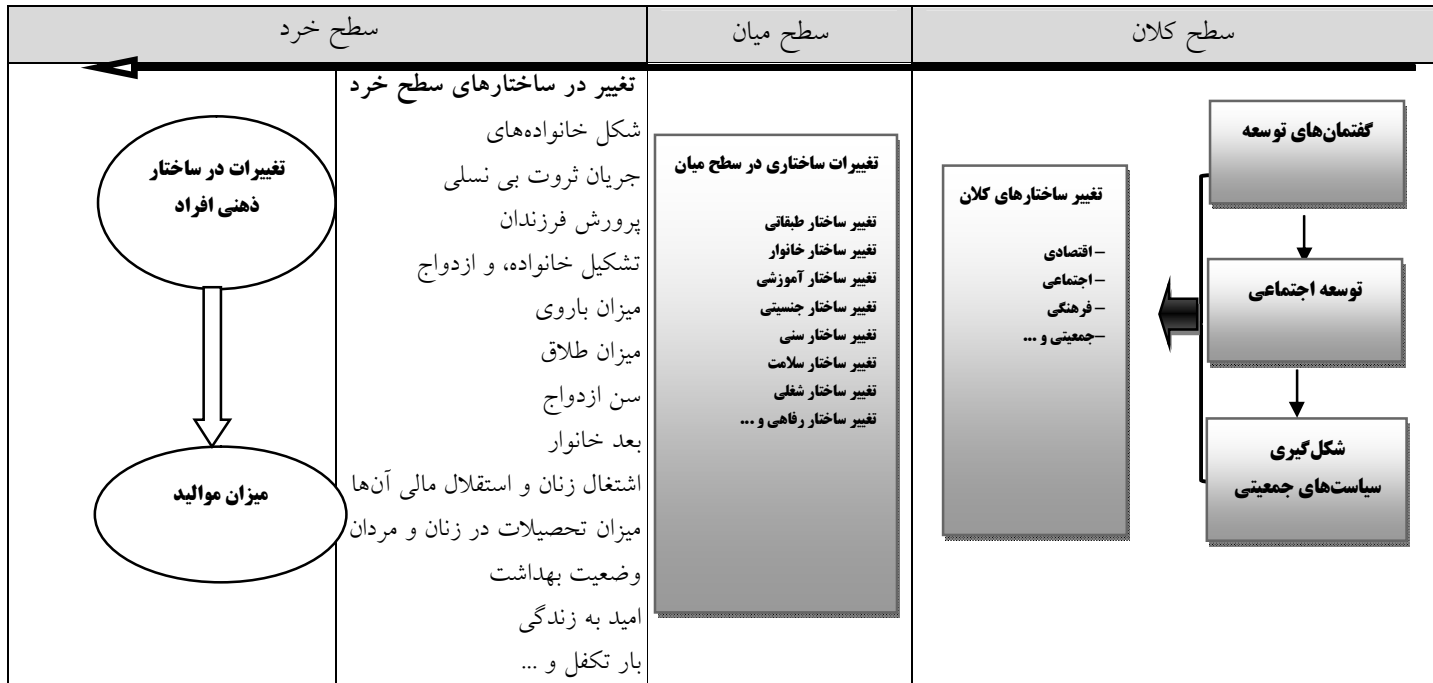 سطح کلان
سطح میان
سطح خرد
گفتمان‌های توسعه
توسعه اجتماعی
شکل‌گیری
سیاست‌های جمعیتی
تغییر ساختارهای کلان
– اقتصادی
– اجتماعی
– فرهنگی
–جمعیتی و ...
تغییرات ساختاری در سطح میان
تغییر ساختار طبقاتی
تغییر ساختار خانوار
تغییر ساختار آموزشی
تغییر ساختار جنسیتی
تغییر ساختار سنی
تغییر ساختار سلامت
تغییر ساختار شغلی
تغییر ساختار رفاهی و ...
تغییر در ساختارهای سطح خرد
شکل خانواده‌های
جریان ثروت بی نسلی
پرورش فرزندان
تشکیل خانواده، و ازدواج
میزان باروی
میزان طلاق
سن ازدواج
بعد خانوار
اشتغال زنان و استقلال مالی آن‌ها
میزان تحصیلات در زنان و مردان
وضعیت بهداشت
امید به زندگی
بار تکفل و ...
تغییرات در ساختار
ذهنی افراد
میزان موالید